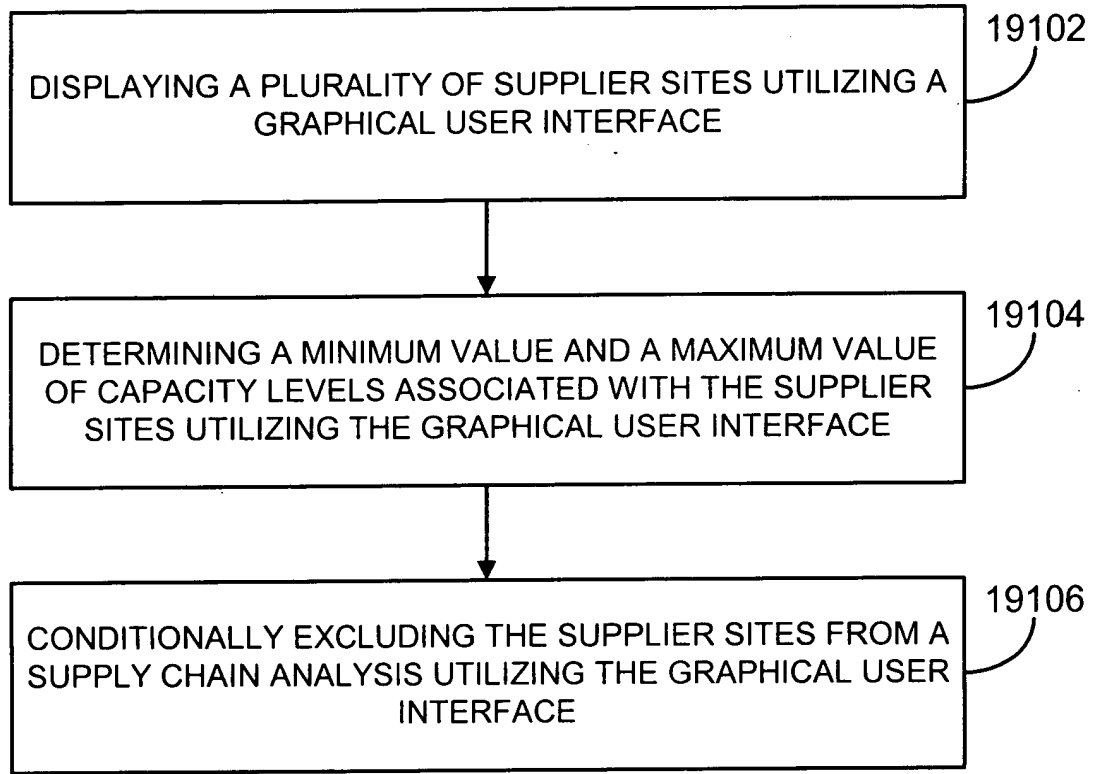 19102
DISPLAYING A PLURALITY OF SUPPLIER SITES UTILIZING A
GRAPHICAL USER INTERFACE
19104
DETERMINING A MINIMUM VALUE AND A MAXIMUM VALUE
OF CAPACITY LEVELS ASSOCIATED WITH THE SUPPLIER
SITES UTILIZING THE GRAPHICAL USER INTERFACE
19106
CONDITIONALLY EXCLUDING THE SUPPLIER SITES FROM A
SUPPLY CHAIN ANALYSIS UTILIZING THE GRAPHICAL USER
INTERFACE